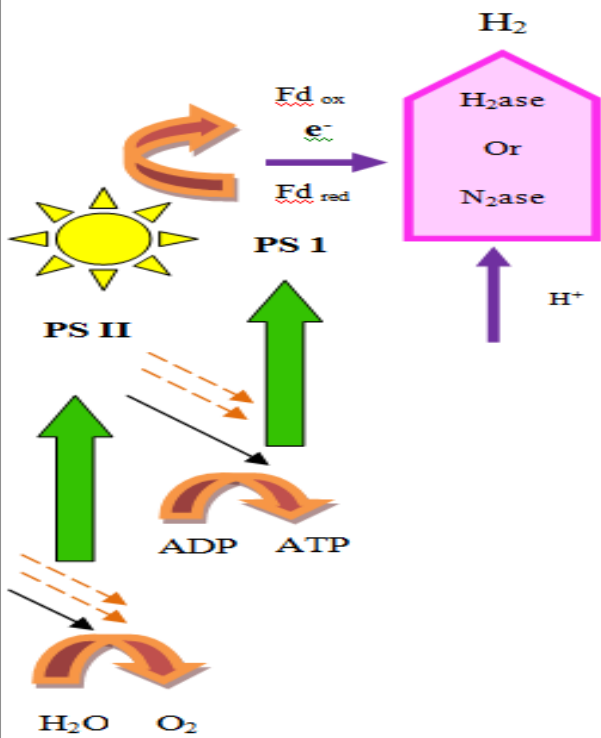 H₂
Fd ox
e⁻
Fd red
H₂ase
Or
N₂ase
PS 1
H⁺
PS II
ADP ATP
H₂O O₂